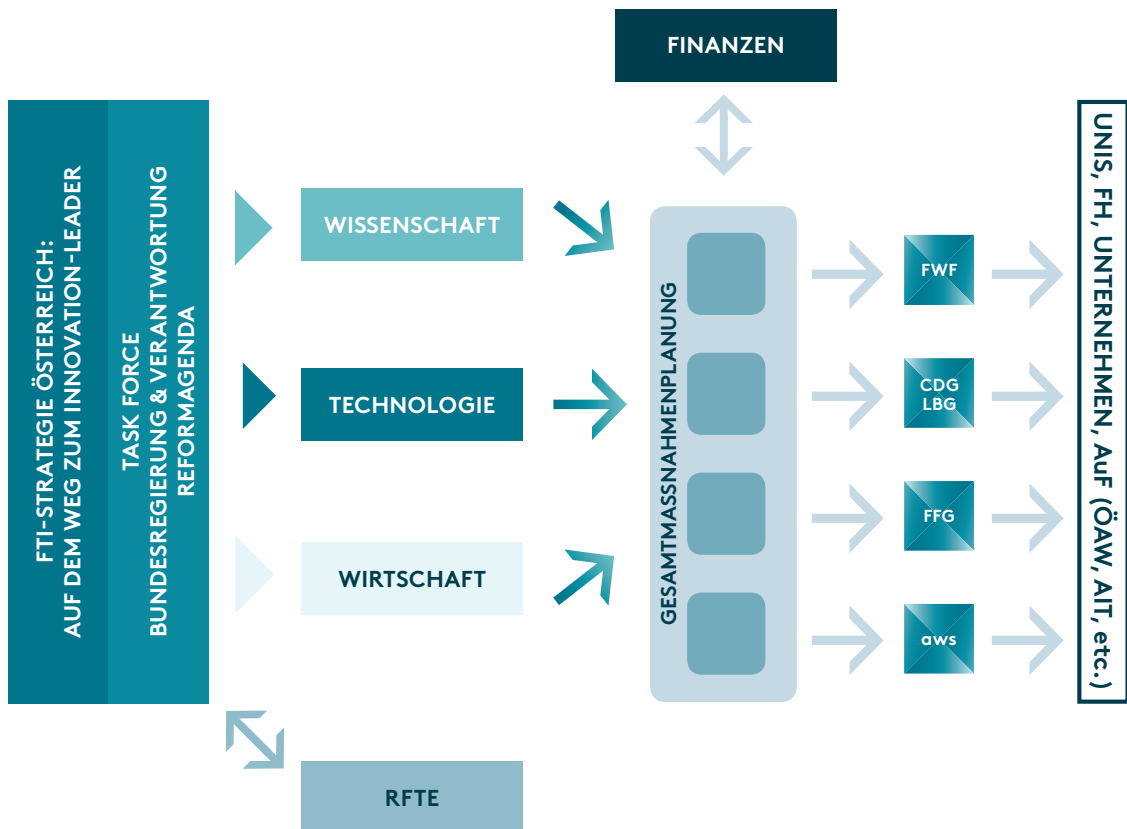 FINANZEN
FTI-STRATEGIE ÖSTERREICH:
AUF DEM WEG ZUM INNOVATION-LEADER
TASK FORCE
BUNDESREGIERUNG & VERANTWORTUNG
REFORMAGENDA
WISSENSCHAFT
TECHNOLOGIE
WIRTSCHAFT
RFTE
GESAMTMASSNAHMENPLANUNG
FWF
CDG
LBG
FFG
aws
UNIS, FH, UNTERNEHMEN, AuF (ÖAW, AIT, etc.)